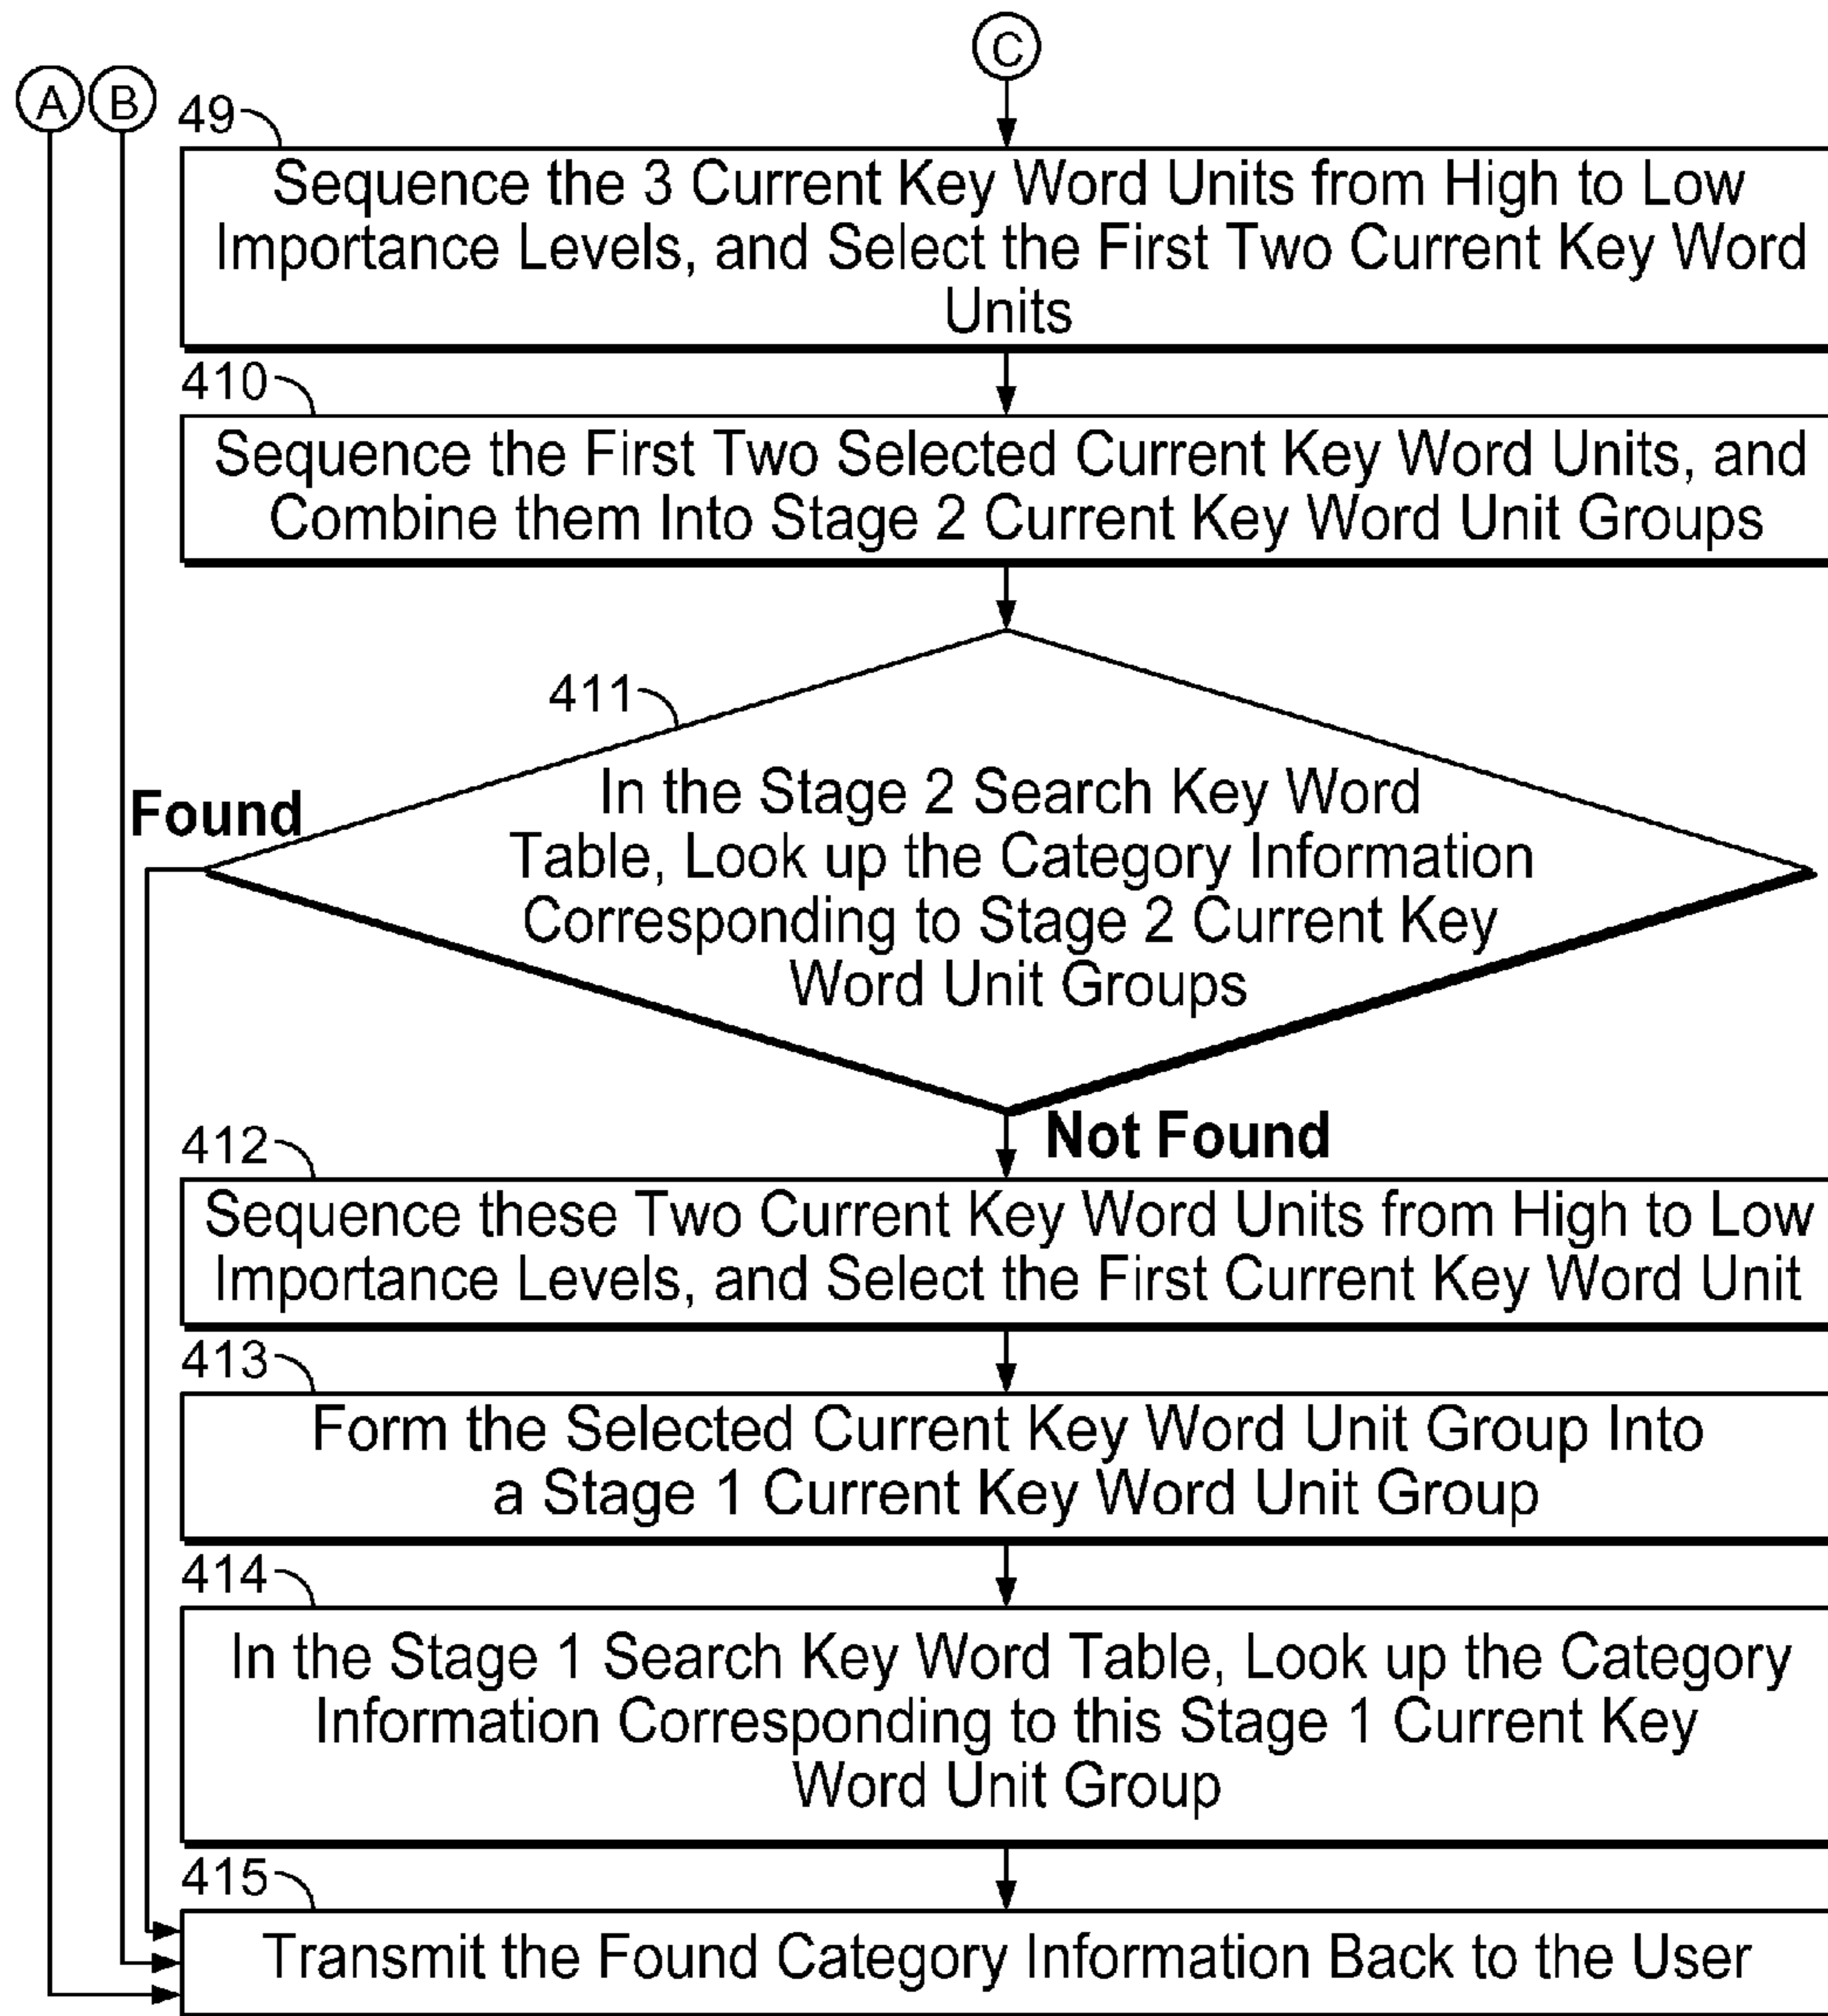 C
A B
49
Sequence the 3 Current Key Word Units from High to Low
Importance Levels, and Select the First Two Current Key Word
Units
410
Sequence the First Two Selected Current Key Word Units, and
Combine them Into Stage 2 Current Key Word Unit Groups
411
In the Stage 2 Search Key Word
Table, Look up the Category Information
Corresponding to Stage 2 Current Key
Word Unit Groups
Found
Not Found
412
Sequence these Two Current Key Word Units from High to Low
Importance Levels, and Select the First Current Key Word Unit
413
Form the Selected Current Key Word Unit Group Into
a Stage 1 Current Key Word Unit Group
414
In the Stage 1 Search Key Word Table, Look up the Category
Information Corresponding to this Stage 1 Current Key
Word Unit Group
415
Transmit the Found Category Information Back to the User